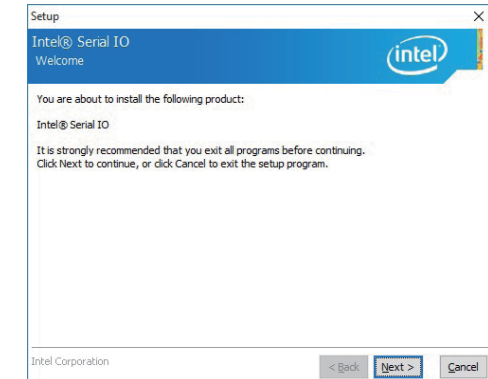 Setup
Intel® Serial IO
Welcome
intel
You are about to install the following product:
Intel® Serial IO
It is strongly recommended that you exit all programs before continuing.
Click Next to continue, or click Cancel to exit the setup program.
Intel Corporation
< Back
Next >
Cancel